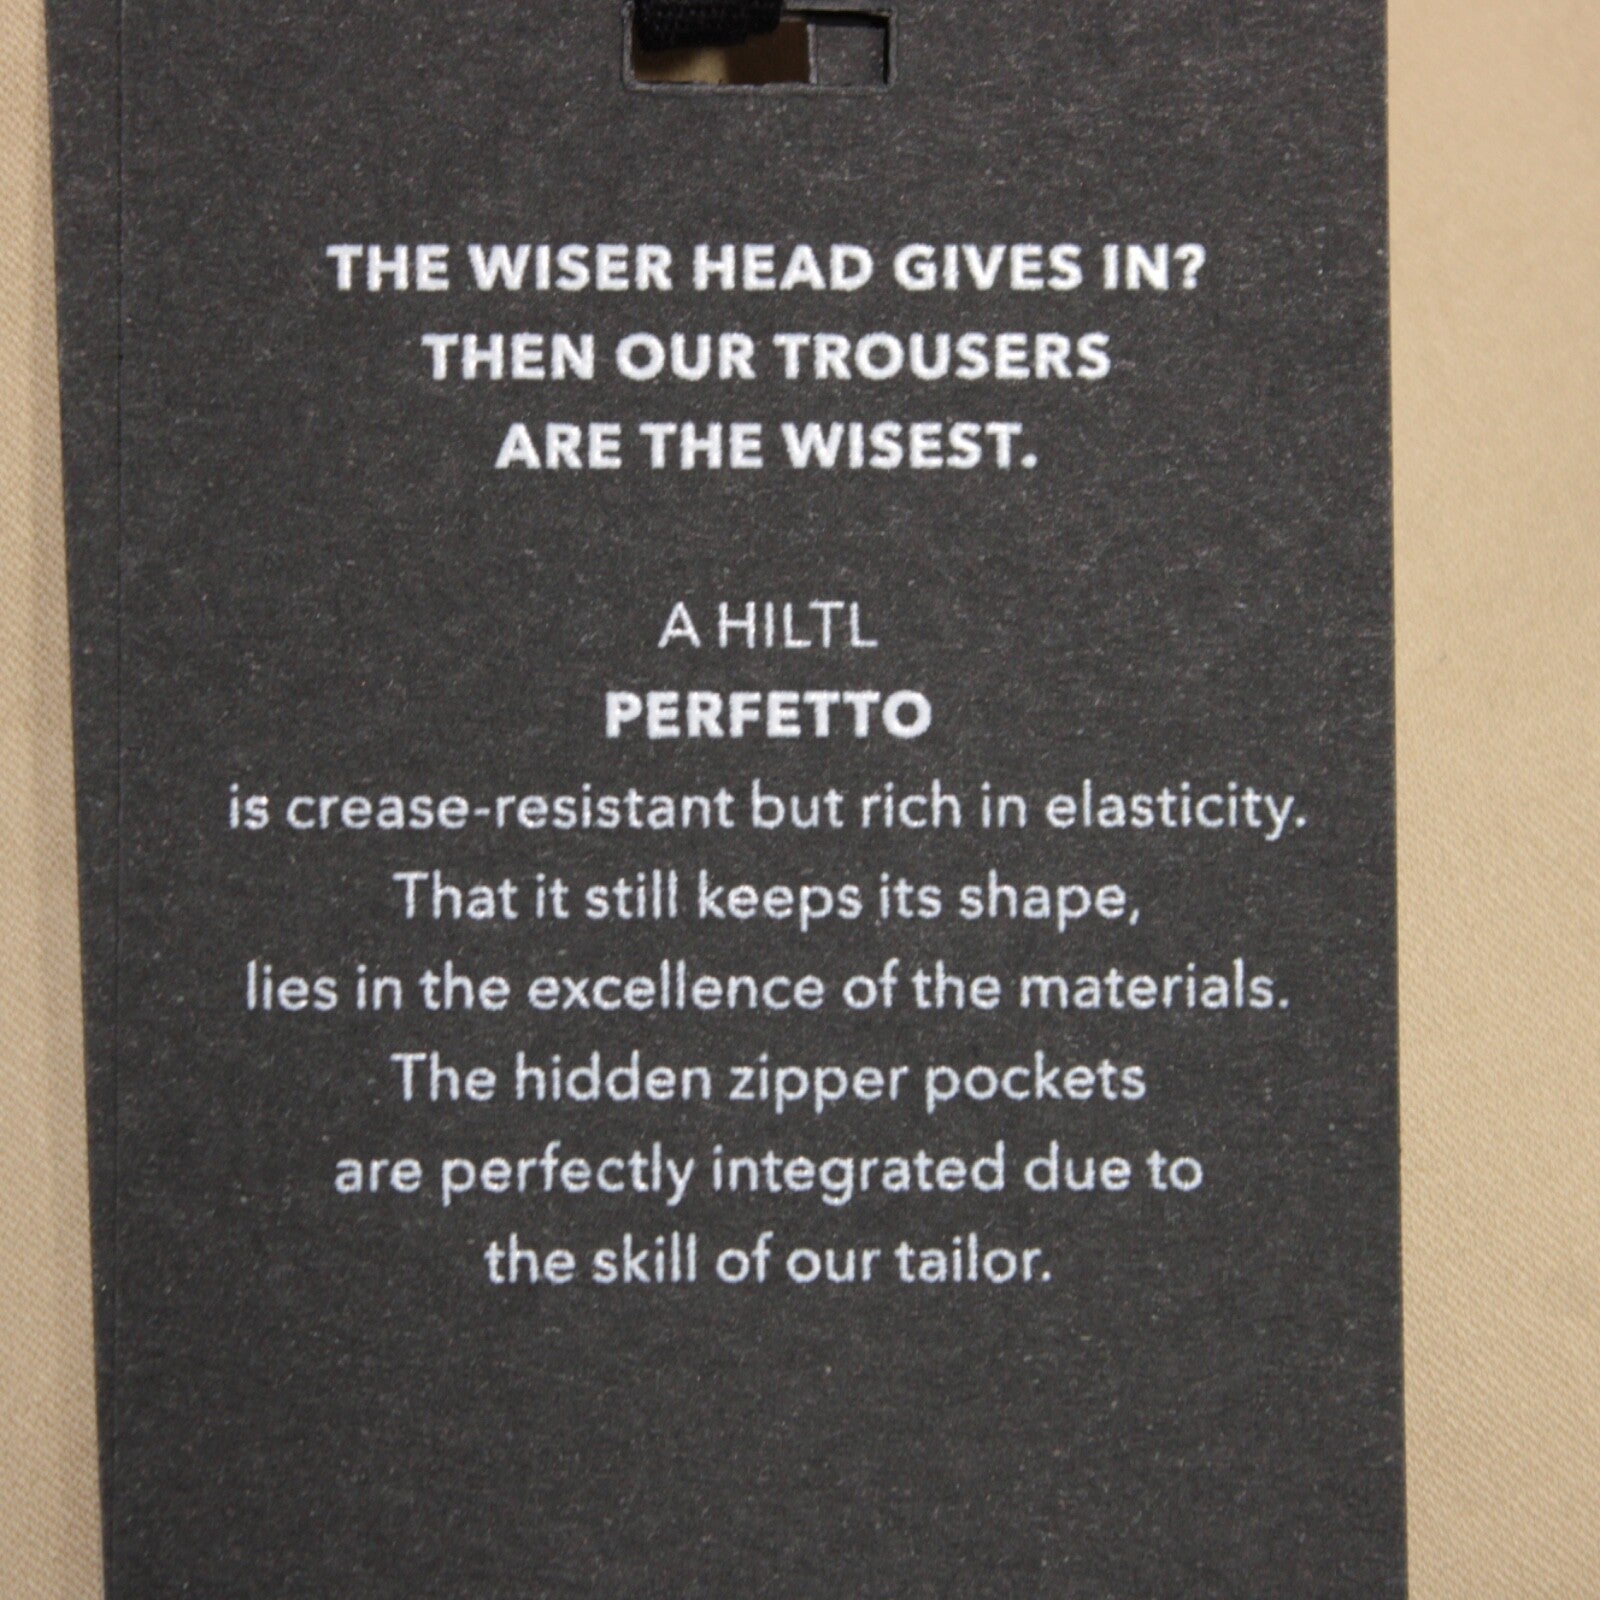 THE WISER HEAD GIVES IN?
THEN OUR TROUSERS
ARE THE WISEST.
A HILTL
PERFETTO
is crease-resistant but rich in elasticity.
That it still keeps its shape,
lies in the excellence of the materials.
The hidden zipper pockets
are perfectly integrated due to
the skill of our tailor.